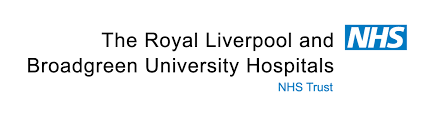 The Royal Liverpool and NHS
Broadgreen University Hospitals
NHS Trust